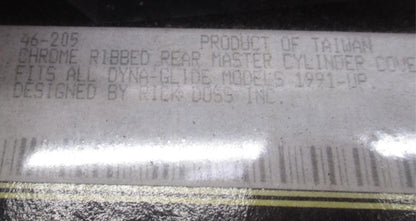 46-205 PRODUCT OF TAIWAN
CHROME RIBBED REAR MASTER CYLINDER COVE
FITS ALL DYNA-GLIDE MODELS 1991-UP.
DESIGNED BY RICK DOSS INC.